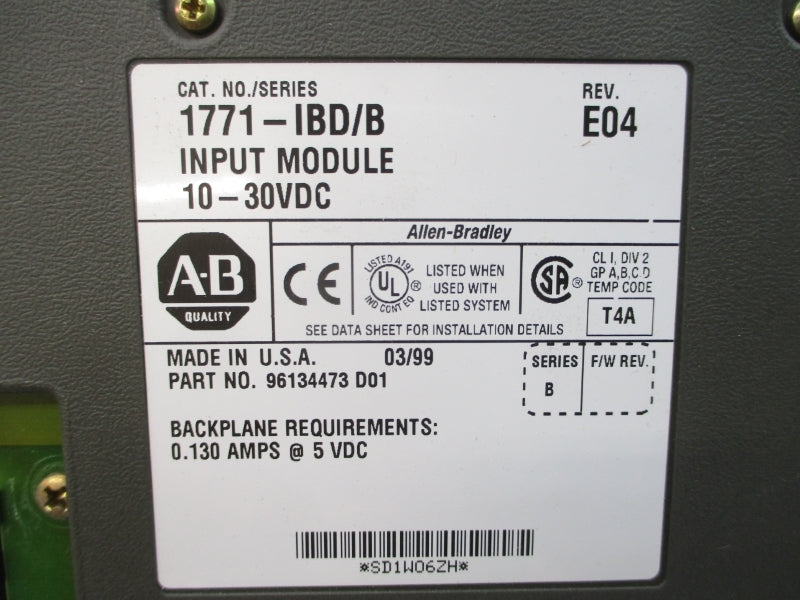 CAT. NO./SERIES
REV.
1771-IBD/B
E04
INPUT MODULE
10-30VDC
Allen-Bradley
A-B
QUALITY
CE
LISTED A191
UL
®
IND CONT EQ
LISTED WHEN
USED WITH
LISTED SYSTEM
SA
®
CL I, DIV 2
GP A,B,C,D
TEMP CODE
T4A
SEE DATA SHEET FOR INSTALLATION DETAILS
MADE IN U.S.A. 03/99
PART NO. 96134473 D01
SERIES
B
F/W REV.
BACKPLANE REQUIREMENTS:
0.130 AMPS @ 5 VDC
*SD1W06ZH*